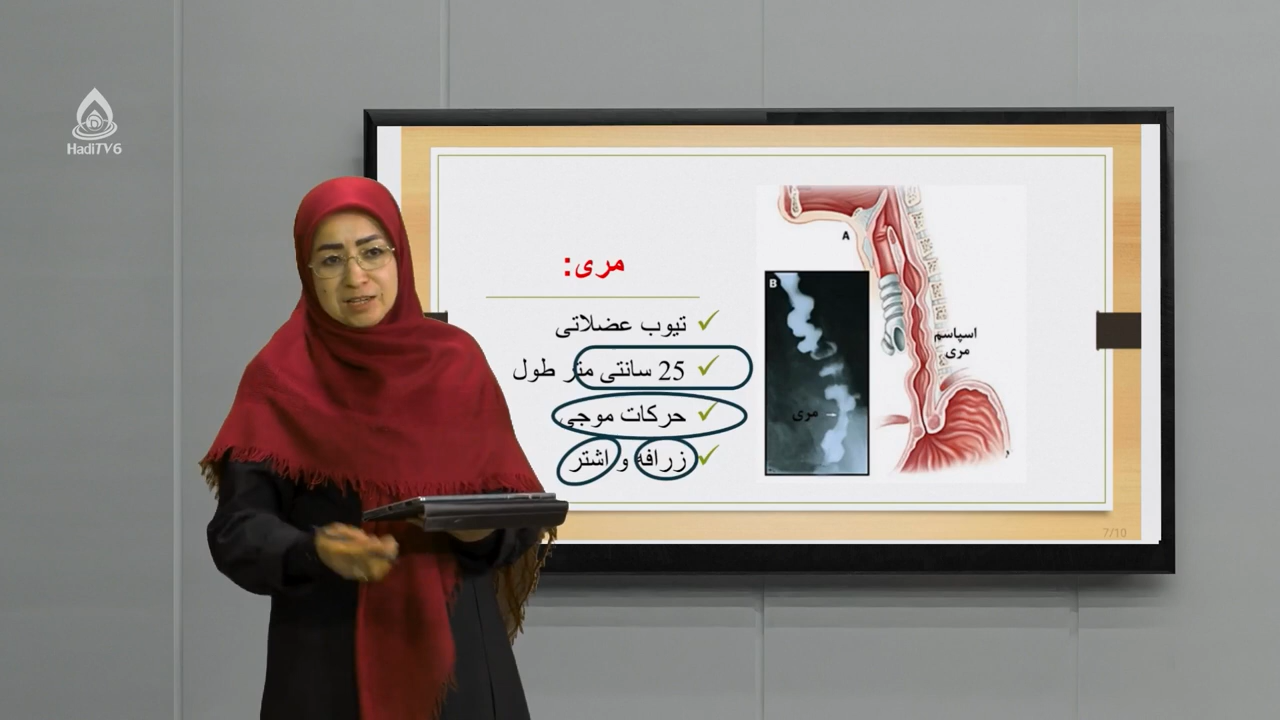 HadiTV6
مری:
تیوب عضلاتی
25 سانتی متر طول
حرکات موجی
زرافه و اشتر
A
B
اسپاسم
مری
مری
7/10